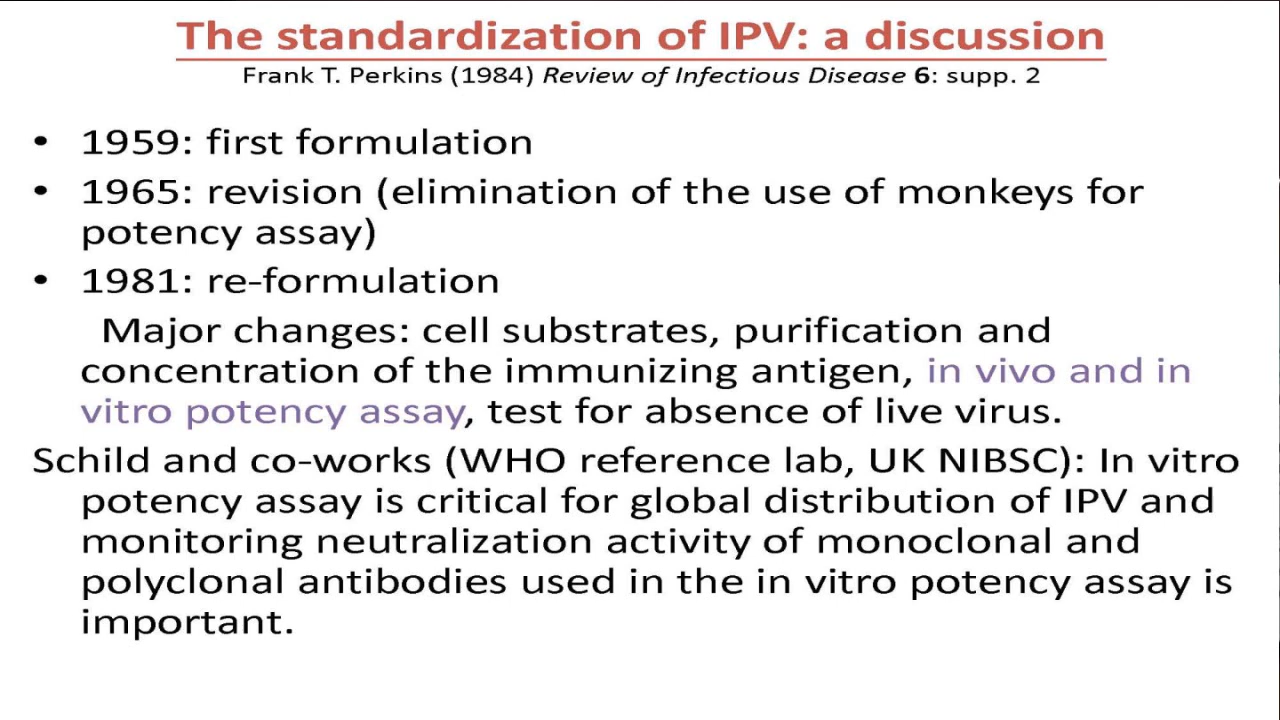 The standardization of IPV: a discussion
Frank T. Perkins (1984) Review of Infectious Disease 6: supp. 2
• 1959: first formulation
• 1965: revision (elimination of the use of monkeys for
potency assay)
• 1981: re-formulation
Major changes: cell substrates, purification and
concentration of the immunizing antigen, in vivo and in
vitro potency assay, test for absence of live virus.
Schild and co-works (WHO reference lab, UK NIBSC): In vitro
potency assay is critical for global distribution of IPV and
monitoring neutralization activity of monoclonal and
polyclonal antibodies used in the in vitro potency assay is
important.